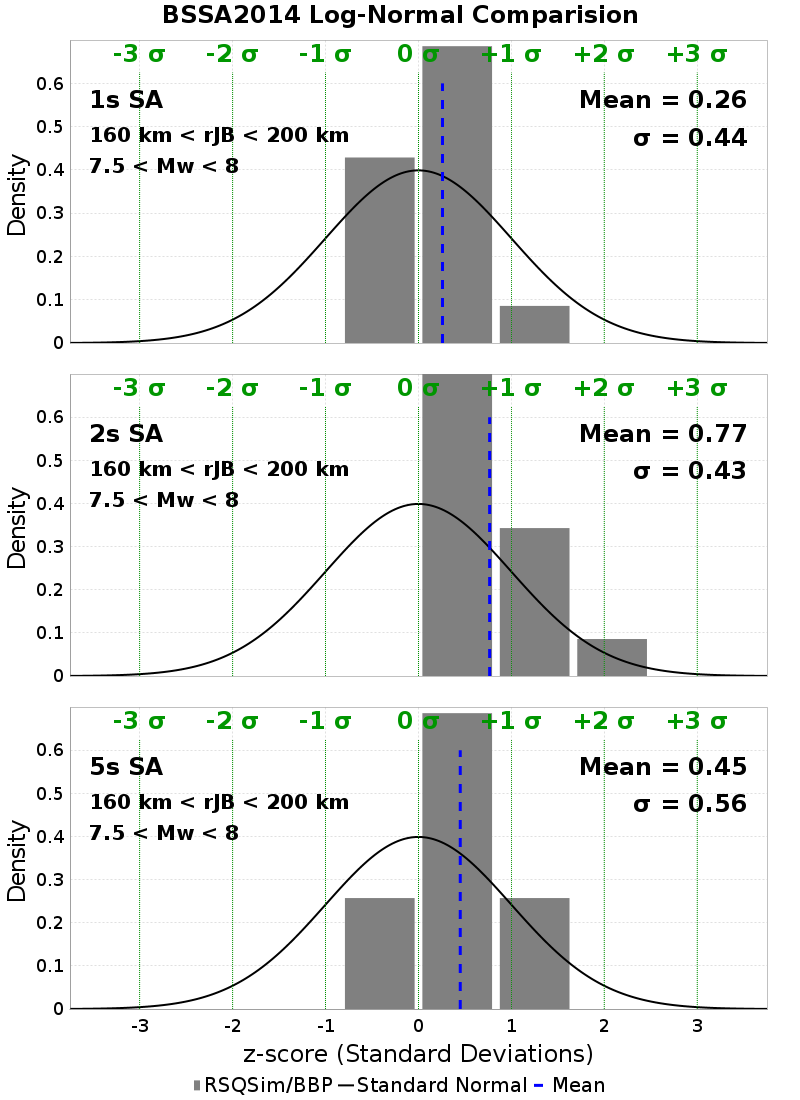 BSSA2014 Log-Normal Comparision
-3 σ -2 σ -1 σ 0 σ +1 σ +2 σ +3 σ
1s SA
Mean = 0.26
160 km < rJB < 200 km
σ = 0.44
7.5 < Mw < 8
Density
0.6
0.5
0.4
0.3
0.2
0.1
0
-3 σ -2 σ -1 σ 0 σ +1 σ +2 σ +3 σ
2s SA
Mean = 0.77
160 km < rJB < 200 km
σ = 0.43
7.5 < Mw < 8
Density
0.6
0.5
0.4
0.3
0.2
0.1
0
-3 σ -2 σ -1 σ 0 σ +1 σ +2 σ +3 σ
5s SA
Mean = 0.45
160 km < rJB < 200 km
σ = 0.56
7.5 < Mw < 8
Density
0.6
0.5
0.4
0.3
0.2
0.1
0
-3 -2 -1 0 1 2 3
z-score (Standard Deviations)
RSQSim/BBP Standard Normal Mean